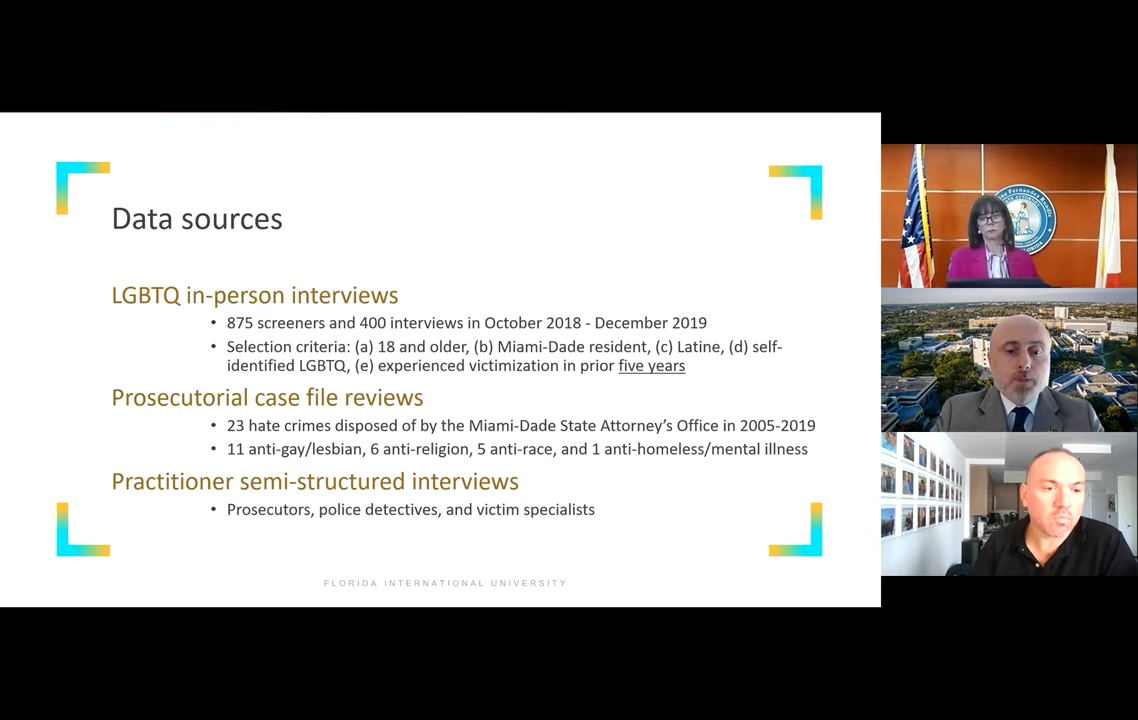 Data sources
LGBTQ in-person interviews
• 875 screeners and 400 interviews in October 2018 - December 2019
• Selection criteria: (a) 18 and older, (b) Miami-Dade resident, (c) Latine, (d) self-
identified LGBTQ, (e) experienced victimization in prior five years
Prosecutorial case file reviews
• 23 hate crimes disposed of by the Miami-Dade State Attorney's Office in 2005-2019
• 11 anti-gay/lesbian, 6 anti-religion, 5 anti-race, and 1 anti-homeless/mental illness
Practitioner semi-structured interviews
• Prosecutors, police detectives, and victim specialists
FLORIDA INTERNATIONAL UNIVERSITY
Fernandez Rundle